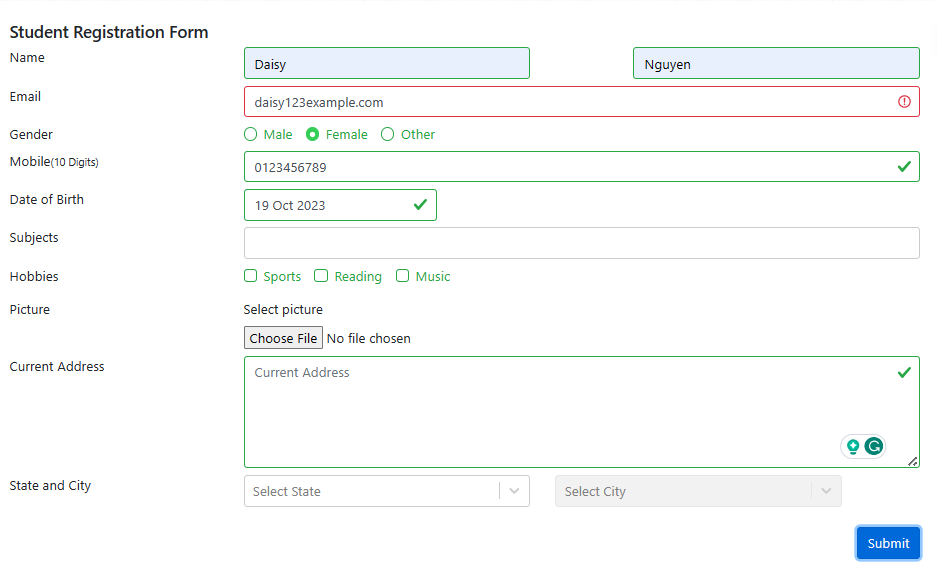 Student Registration Form
Name Daisy Nguyen
Email daisy123example.com
Gender Male Female Other
Mobile(10 Digits) 0123456789
Date of Birth 19 Oct 2023
Subjects
Hobbies Sports Reading Music
Picture Select picture
Choose File No file chosen
Current Address Current Address
State and City Select State Select City
Submit